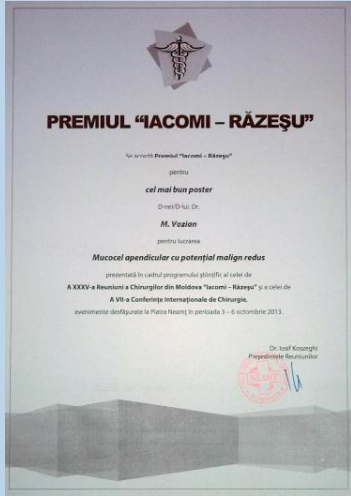 PREMIUL “IACOMI – RĂZEŞU”
Se acordă Premiul “Iacomi – Răzeşu”
pentru
cel mai bun poster
D-nei/D-lui. Dr.
M. Vozian
pentru lucrarea
Mucocel apendicular cu potenţial malign redus
prezentată în cadrul programului ştiinţific al celei de
A XXXV-a Reuniuni a Chirurgilor din Moldova “Iacomi – Răzeşu” şi a celei de
A VII-a Conferinţe Internaţionale de Chirurgie,
evenimente desfăşurate la Piatra Neamţ în perioada 3 – 6 octombrie 2013.
Dr. Iosif Koszeghi
Preşedintele Reuniunilor
NEAMŢ